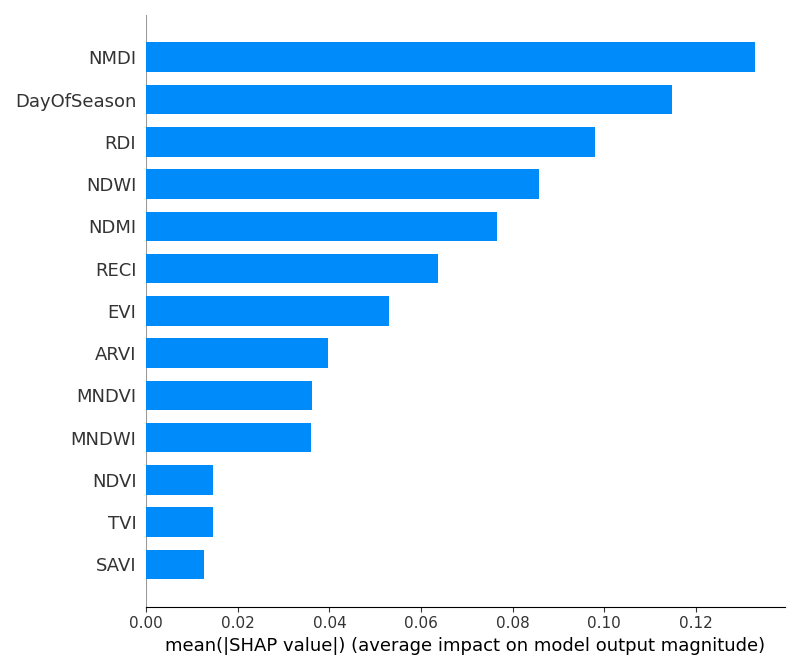 NMDI
DayOfSeason
RDI
NDWI
NDMI
RECI
EVI
ARVI
MNDVI
MNDWI
NDVI
TVI
SAVI
0.00 0.02 0.04 0.06 0.08 0.10 0.12
mean(|SHAP value|) (average impact on model output magnitude)